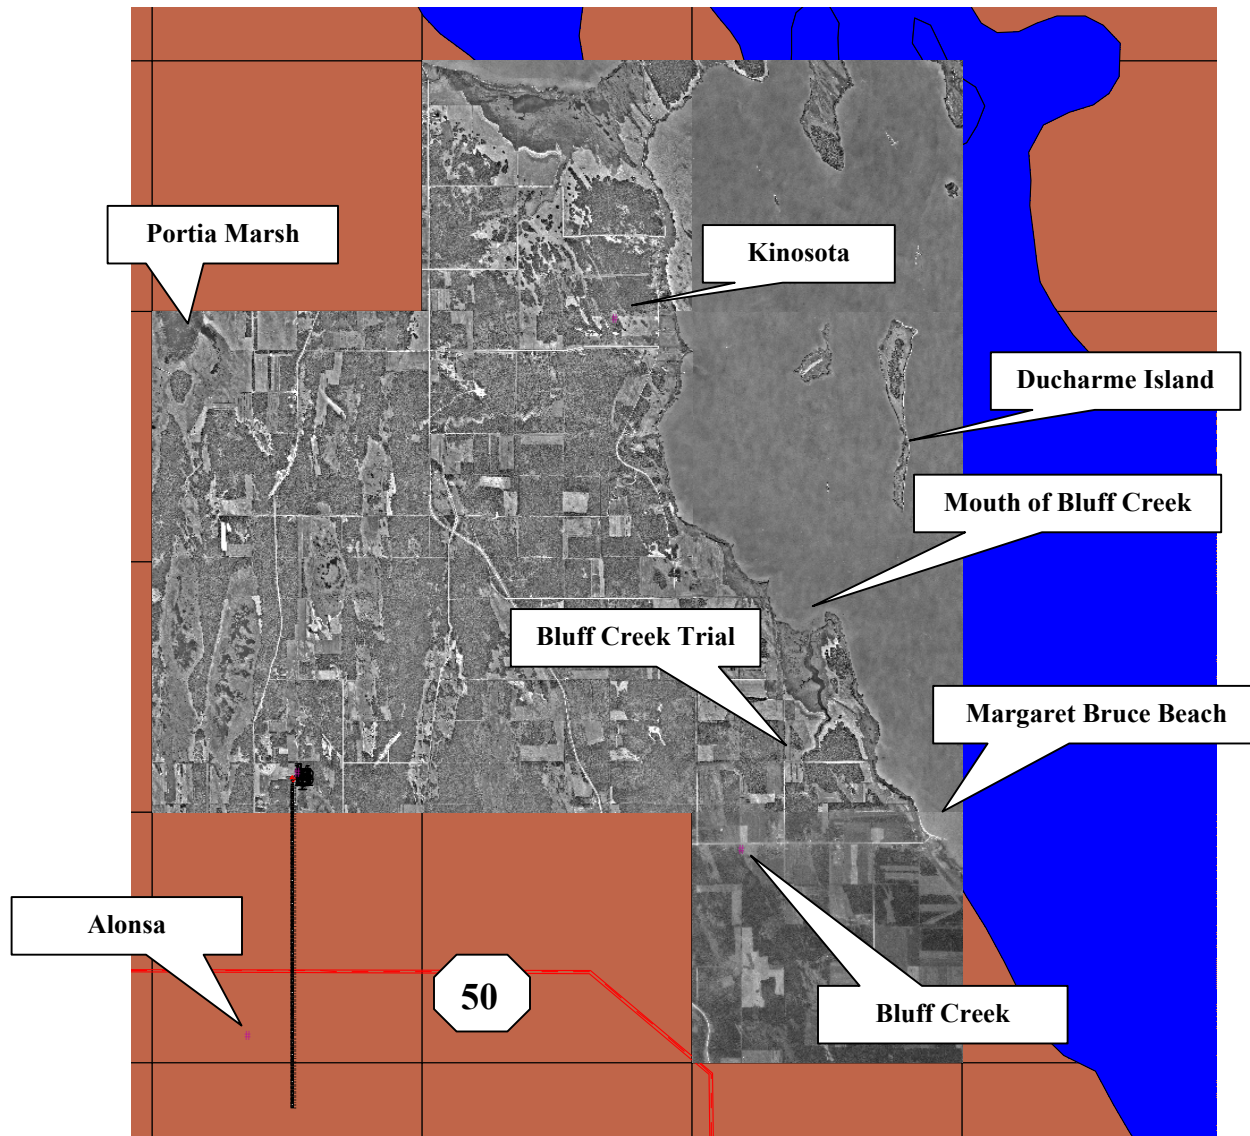 Portia Marsh
Kinosota
Ducharme Island
Mouth of Bluff Creek
Bluff Creek Trial
Margaret Bruce Beach
Alonsa
50
Bluff Creek